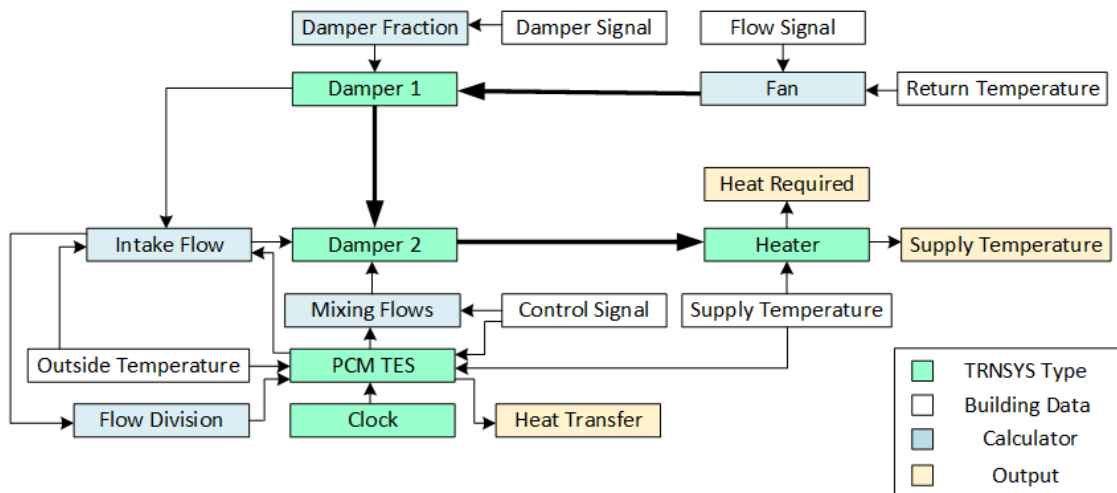 Damper Fraction
Damper Signal
Flow Signal
Damper 1
Fan
Return Temperature
Heat Required
Intake Flow
Damper 2
Heater
Supply Temperature
Mixing Flows
Control Signal
Supply Temperature
Outside Temperature
PCM TES
Flow Division
Clock
Heat Transfer
TRNSYS Type
Building Data
Calculator
Output